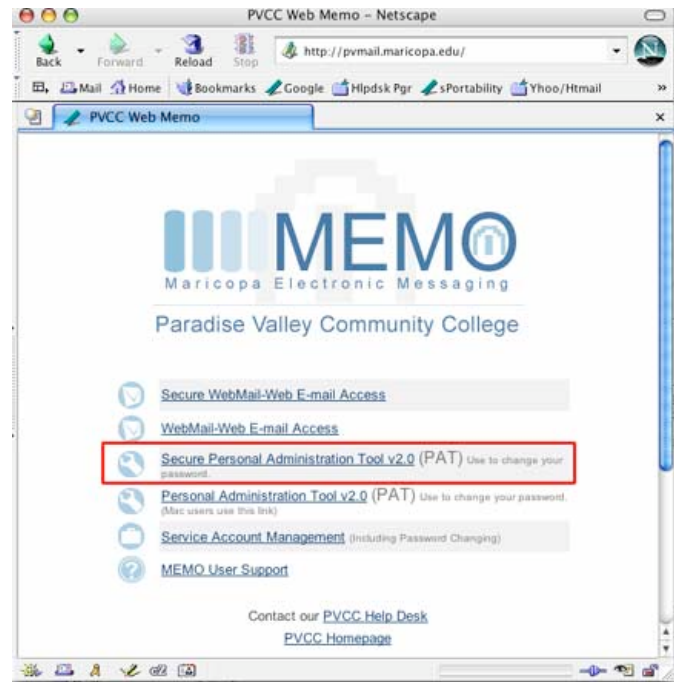 PVCC Web Memo – Netscape
Back
Forward
Reload
Stop
http://pvmail.maricopa.edu/
N
Mail Home Bookmarks Google Hlpdsk Pgr sPortability Yhoo/Htmail »
PVCC Web Memo
MEMO
Maricopa Electronic Messaging
Paradise Valley Community College
Secure WebMail-Web E-mail Access
WebMail-Web E-mail Access
Secure Personal Administration Tool v2.0 (PAT) Use to change your
password.
Personal Administration Tool v2.0 (PAT) Use to change your password.
(Mac users use this link)
Service Account Management (Including Password Changing)
MEMO User Support
Contact our PVCC Help Desk
PVCC Homepage